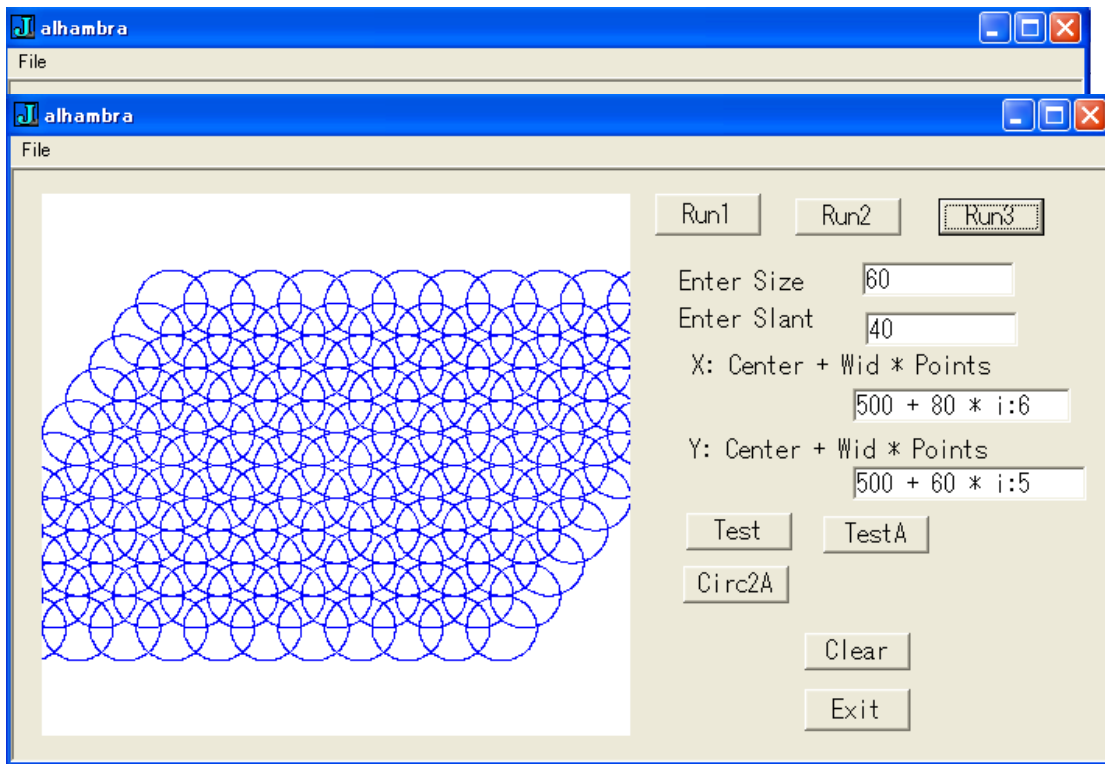 alhambra
File
alhambra
File
Run1 Run2 Run3
Enter Size 60
Enter Slant 40
X: Center + Wid * Points
500 + 80 * i:6
Y: Center + Wid * Points
500 + 60 * i:5
Test TestA
Circ2A
Clear
Exit